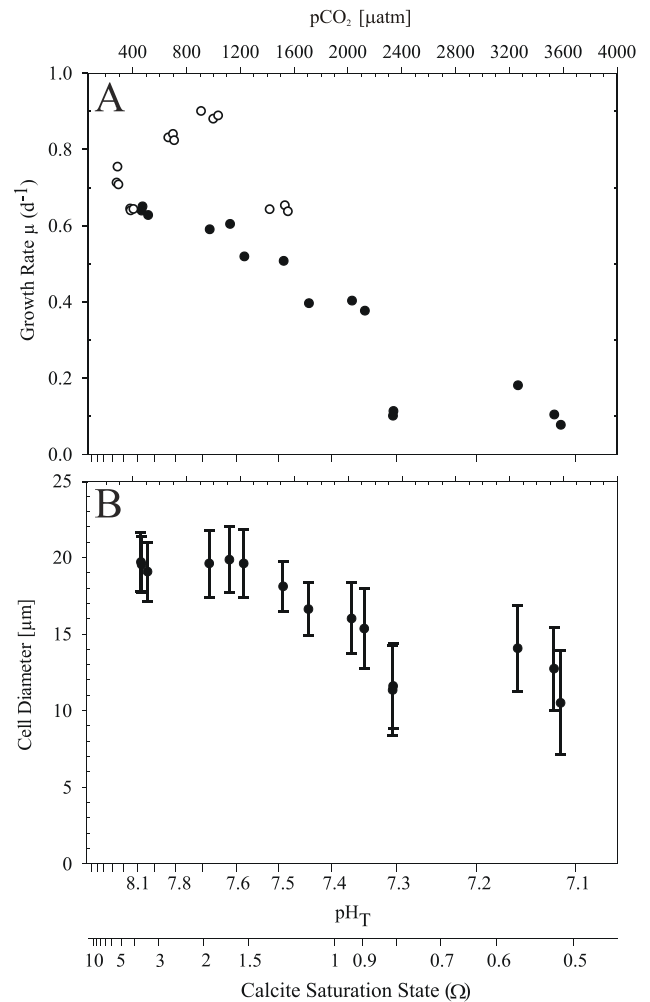 pCO₂ [µatm]
400 800 1200 1600 2000 2400 2800 3200 3600 4000
A
1.0
0.8
0.6
0.4
0.2
0.0
Growth Rate µ (d⁻¹)
B
25
20
15
10
5
0
Cell Diameter [µm]
8.1 7.8 7.6 7.5 7.4 7.3 7.2 7.1
pH_T
10 5 3 2 1.5 1 0.9 0.7 0.6 0.5
Calcite Saturation State (Ω)